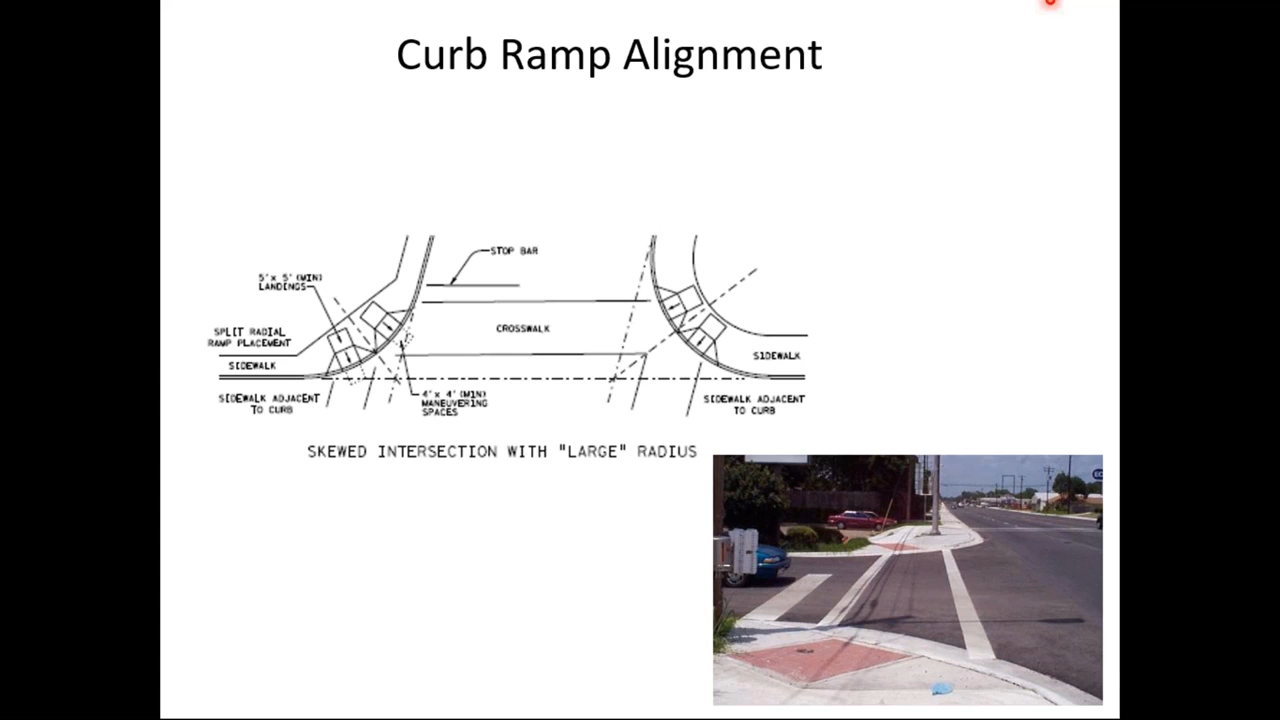 Curb Ramp Alignment
STOP BAR
5'x 5'(MIN)
LANDINGS
SPLIT RADIAL
RAMP PLACEMENT
CROSSWALK
SIDEWALK
SIDEWALK
SIDEWALK ADJACENT
TO CURB
4'x 4'(MIN)
MANEUVERING
SPACES
SIDEWALK ADJACENT
TO CURB
SKEWED INTERSECTION WITH "LARGE" RADIUS